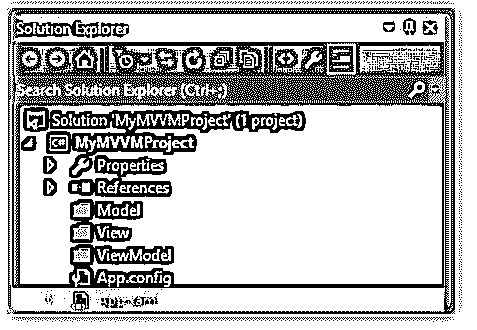 Solution Explorer
Search Solution Explorer (Ctrl+;)
Solution 'MyMVVMProject' (1 project)
C# MyMVVMProject
Properties
References
Model
View
ViewModel
App.config
App.xaml